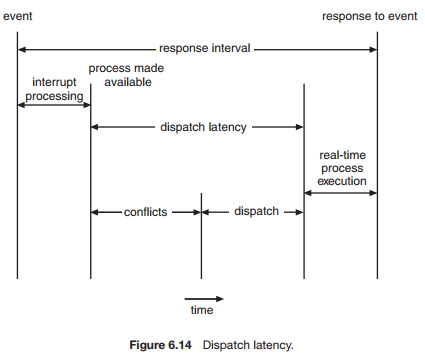 event
response to event
response interval
process made
available
interrupt
processing
dispatch latency
real-time
process
execution
conflicts
dispatch
time
Figure 6.14 Dispatch latency.